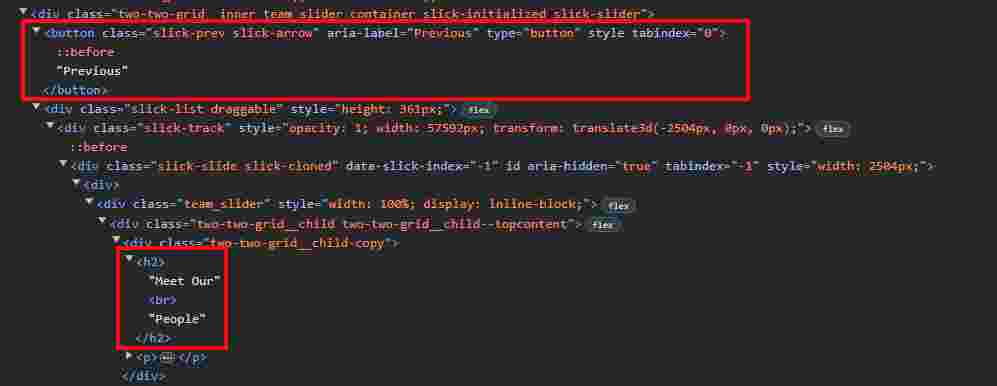 ▼<div class="two-two-grid__inner team_slider_container slick-initialized slick-slider">
▼<button class="slick-prev slick-arrow" aria-label="Previous" type="button" style tabindex="0">
::before
"Previous"
</button>
▼<div class="slick-list draggable" style="height: 361px;"> flex
▼<div class="slick-track" style="opacity: 1; width: 57592px; transform: translate3d(-2504px, 0px, 0px);"> flex
::before
▼<div class="slick-slide slick-cloned" data-slick-index="-1" id aria-hidden="true" tabindex="-1" style="width: 2504px;">
▼<div>
▼<div class="team_slider" style="width: 100%; display: inline-block;"> flex
▼<div class="two-two-grid__child two-two-grid__child--topcontent"> flex
▼<div class="two-two-grid__child-copy">
▼<h2>
"Meet Our"
<br>
"People"
</h2>
▶<p>…</p>
</div>